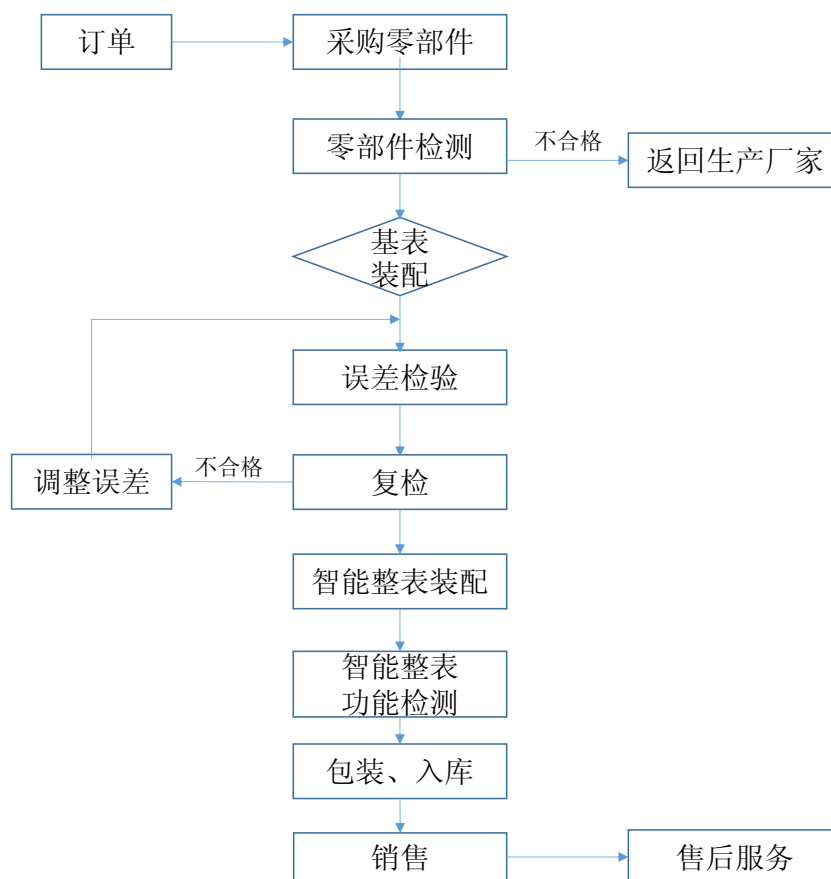 订单
采购零部件
零部件检测
不合格
返回生产厂家
基表
装配
误差检验
调整误差
不合格
复检
智能整表装配
智能整表
功能检测
包装、入库
销售
售后服务